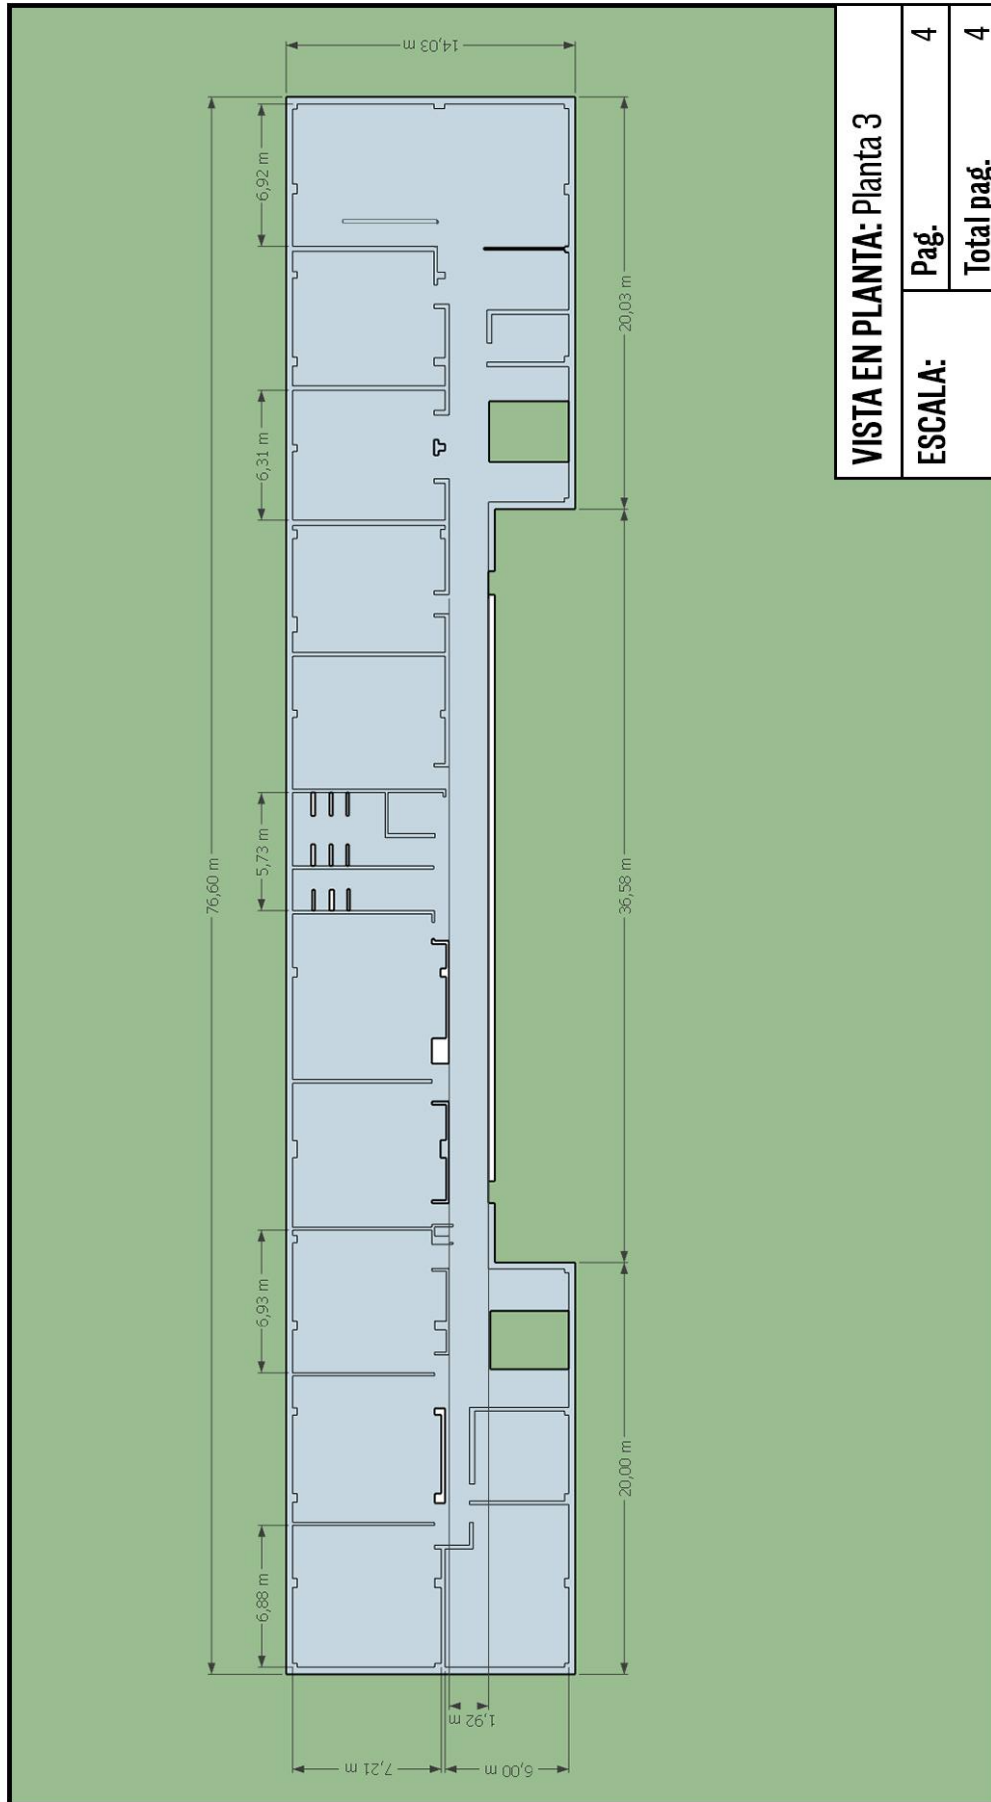 VISTA EN PLANTA: Planta 3
ESCALA:
Pag. 4
Total pag. 4
14,03 m
76,60 m
6,92 m
6,31 m
5,73 m
6,93 m
6,88 m
20,03 m
36,58 m
20,00 m
1,92 m
7,21 m
6,00 m